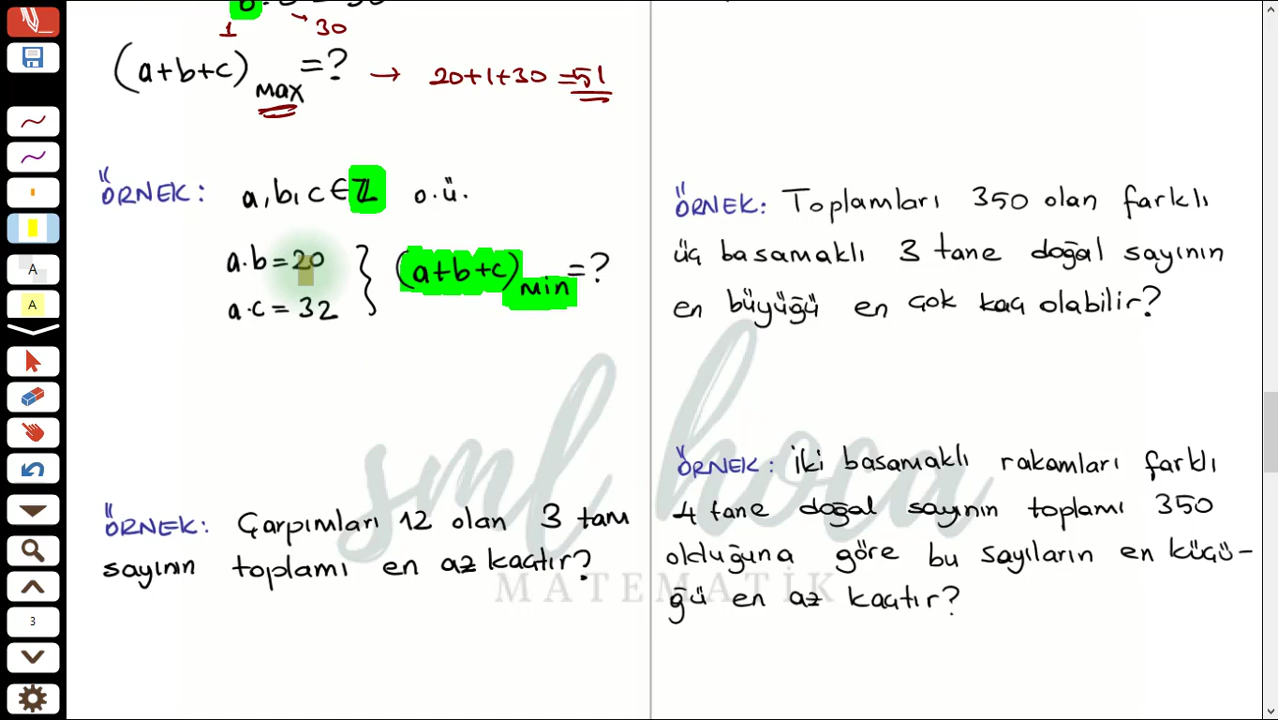 b
1 → 30
(a+b+c) max =? → 20+1+30 = 51
ÖRNEK: a, b, c ∈ ℤ o.ü.
a.b = 20
a.c = 32 } (a+b+c) min = ?
ÖRNEK: Çarpımları 12 olan 3 tam
sayının toplamı en az kaçtır?
ÖRNEK: Toplamları 350 olan farklı
üç basamaklı 3 tane doğal sayının
en büyüğü en çok kaç olabilir?
ÖRNEK: İki basamaklı rakamları farklı
4 tane doğal sayının toplamı 350
olduğuna göre bu sayıların en küçü-
ğü en az kaçtır?
sml hoca
MATEMATİK
A
A
3